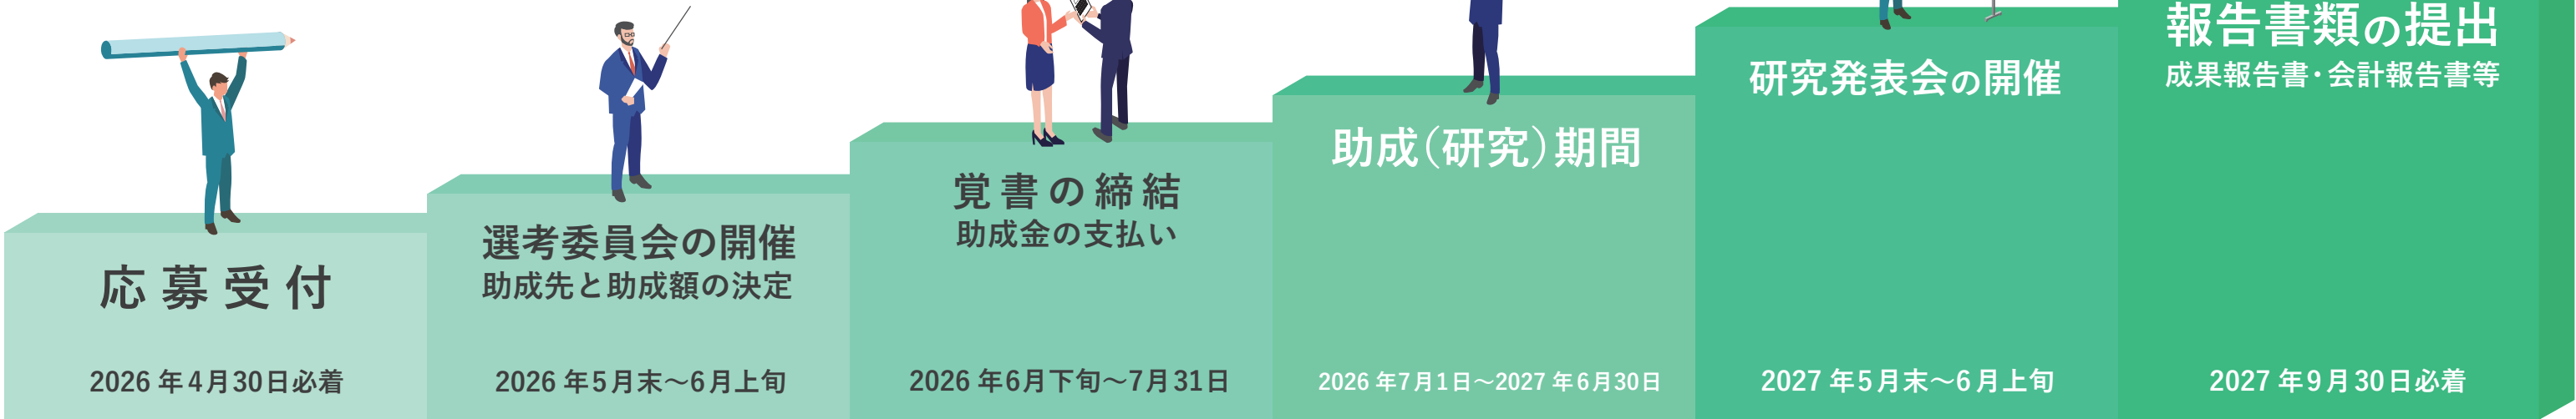 応募受付
2026年4月30日必着
選考委員会の開催
助成先と助成額の決定
2026年5月末～6月上旬
覚書の締結
助成金の支払い
2026年6月下旬～7月31日
助成（研究）期間
2026年7月1日～2027年6月30日
研究発表会の開催
2027年5月末～6月上旬
報告書類の提出
成果報告書・会計報告書等
2027年9月30日必着